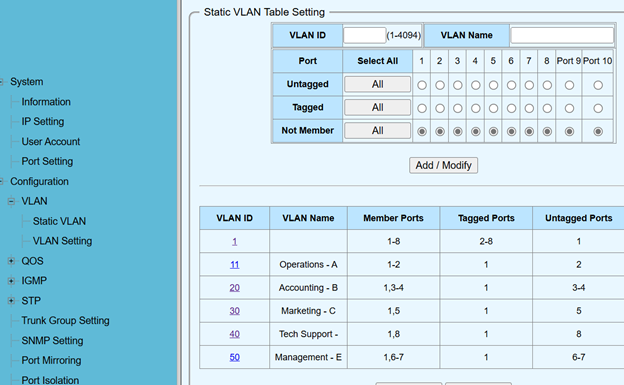 Static VLAN Table Setting
VLAN ID (1-4094) VLAN Name
Port Select All 1 2 3 4 5 6 7 8 Port 9 Port 10
Untagged All
Tagged All
Not Member All
Add / Modify
System
Information
IP Setting
User Account
Port Setting
Configuration
VLAN
Static VLAN
VLAN Setting
QOS
IGMP
STP
Trunk Group Setting
SNMP Setting
Port Mirroring
Port Isolation
VLAN ID VLAN Name Member Ports Tagged Ports Untagged Ports
1 1-8 2-8 1
11 Operations - A 1-2 1 2
20 Accounting - B 1,3-4 1 3-4
30 Marketing - C 1,5 1 5
40 Tech Support - 1,8 1 8
50 Management - E 1,6-7 1 6-7